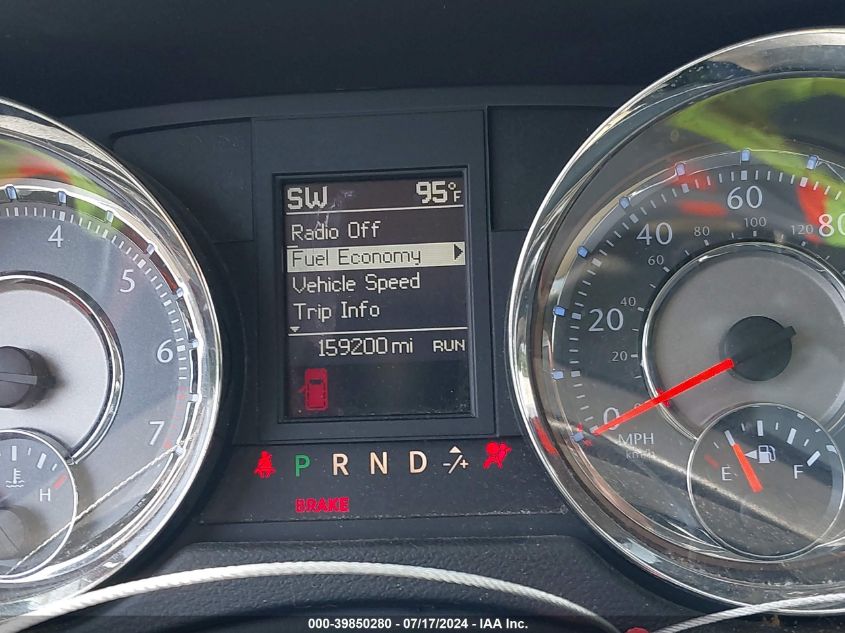 SW 95°F
Radio Off
Fuel Economy
Vehicle Speed
Trip Info
159200 mi RUN
P R N D -/+
BRAKE
4
5
6
7
H
0
20
40
60
80
20
40
60
80
100
120
MPH
km/h
E F
000-39850280 - 07/17/2024 - IAA Inc.